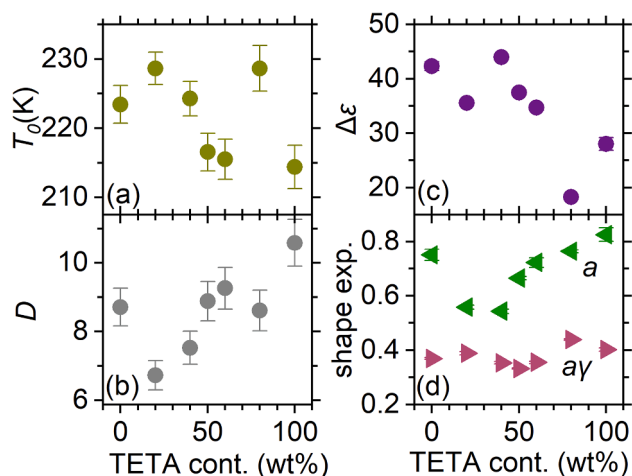 T₀(K)
230
220
210
(a)
D
10
8
6
(b)
0
50
100
TETA cont. (wt%)
Δε
50
40
30
20
(c)
shape exp.
0.8
0.6
0.4
0.2
a
aγ
(d)
0
50
100
TETA cont. (wt%)